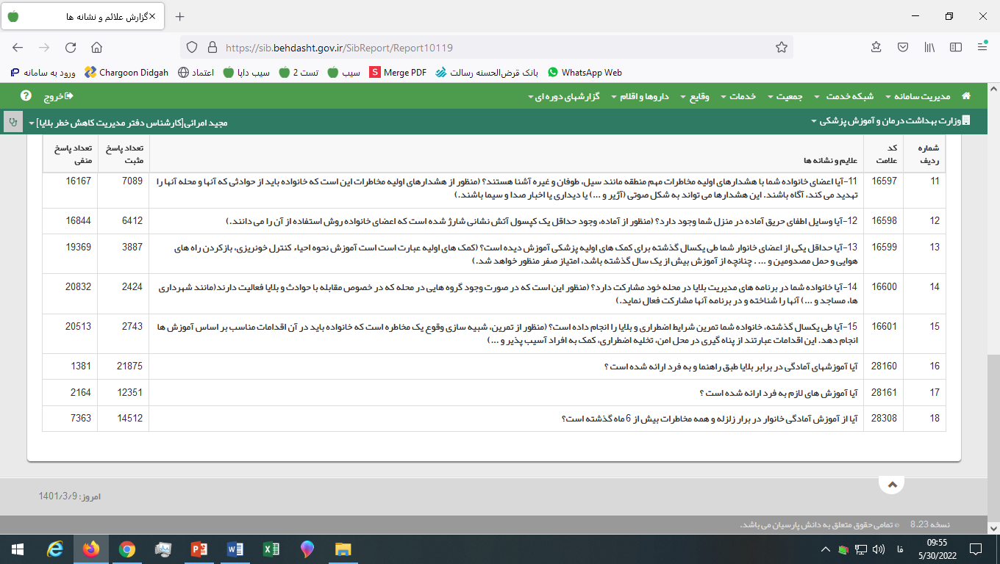 گزارش علائم و نشانه ها
https://sib.behdasht.gov.ir/SibReport/Report10119
ورود به سامانه
Chargoon Didgah
اعتماد
سیب دایا
تست 2
سیب
Merge PDF
بانک قرض‌الحسنه رسالت
WhatsApp Web
مدیریت سامانه
شبکه خدمت
جمعیت
خدمات
وقایع
داروها و اقلام
گزارشهای دوره ای
خروج
وزارت بهداشت درمان و آموزش پزشکی
مجید امرائی[کارشناس دفتر مدیریت کاهش خطر بلایا]
شماره ردیف
کد علامت
علایم و نشانه ها
تعداد پاسخ مثبت
تعداد پاسخ منفی
11 16597 11-آیا اعضای خانواده شما با هشدارهای اولیه مخاطرات مهم منطقه مانند سیل، طوفان و غیره آشنا هستند؟ (منظور از هشدارهای اولیه مخاطرات این است که خانواده باید از حوادثی که آنها و محله آنها را 7089 16167
تهدید می کند، آگاه باشند. این هشدارها می تواند به شکل صوتی (آژیر و ...) یا دیداری یا اخبار صدا و سیما باشند.)
12 16598 12-آیا وسایل اطفای حریق آماده در منزل شما وجود دارد؟ (منظور از آماده، وجود حداقل یک کپسول آتش نشانی شارژ شده است که اعضای خانواده روش استفاده از آن را می دانند.) 6412 16844
13 16599 13-آیا حداقل یکی از اعضای خانوار شما طی یکسال گذشته برای کمک های اولیه پزشکی آموزش دیده است؟ (کمک های اولیه عبارت است است آموزش نحوه احیاء کنترل خونریزی، بازکردن راه های 3887 19369
هوایی و حمل مصدومین و ... . چنانچه از آموزش بیش از یک سال گذشته باشد، امتیاز صفر منظور خواهد شد.)
14 16600 14-آیا خانواده شما در برنامه های مدیریت بلایا در محله خود مشارکت دارد؟ (منظور این است که در صورت وجود گروه هایی در محله که در خصوص مقابله با حوادث و بلایا فعالیت دارند(مانند شهرداری 2424 20832
ها، مساجد و ...) آنها را شناخته و در برنامه آنها مشارکت فعال نماید.)
15 16601 15-آیا طی یکسال گذشته، خانواده شما تمرین شرایط اضطراری و بلایا را انجام داده است؟ (منظور از تمرین، شبیه سازی وقوع یک مخاطره است که خانواده باید در آن اقدامات مناسب بر اساس آموزش ها 2743 20513
انجام دهد. این اقدامات عبارتند از پناه گیری در محل امن، تخلیه اضطراری، کمک به افراد آسیب پذیر و ...)
16 28160 آیا آموزشهای آمادگی در برابر بلایا طبق راهنما و به فرد ارائه شده است ؟ 21875 1381
17 28161 آیا آموزش های لازم به فرد ارائه شده است ؟ 12351 2164
18 28308 آیا از آموزش آمادگی خانوار در برار زلزله و همه مخاطرات بیش از 6 ماه گذشته است؟ 14512 7363
امروز: 1401/3/9
نسخه 8.23 © تمامی حقوق متعلق به دانش پارسیان می باشد.
فا
09:55
5/30/2022